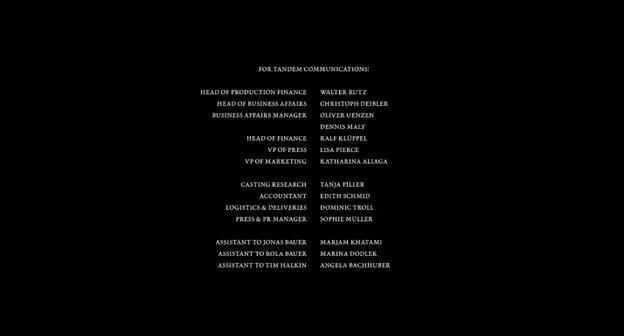 FOR TANDEM COMMUNICATIONS:
HEAD OF PRODUCTION FINANCE WALTER RUTZ
HEAD OF BUSINESS AFFAIRS CHRISTOPH DEIBLER
BUSINESS AFFAIRS MANAGER OLIVER UENZEN
DENNIS MALY
HEAD OF FINANCE RALF KLÜPPEL
VP OF PRESS LISA PIERCE
VP OF MARKETING KATHARINA ALIAGA
CASTING RESEARCH TANJA PILLER
ACCOUNTANT EDITH SCHMID
LOGISTICS & DELIVERIES DOMINIC TROLL
PRESS & PR MANAGER SOPHIE MÜLLER
ASSISTANT TO JONAS BAUER MARJAM KHATAMI
ASSISTANT TO ROLA BAUER MARINA DODLEK
ASSISTANT TO TIM HALKIN ANGELA BACHHUBER